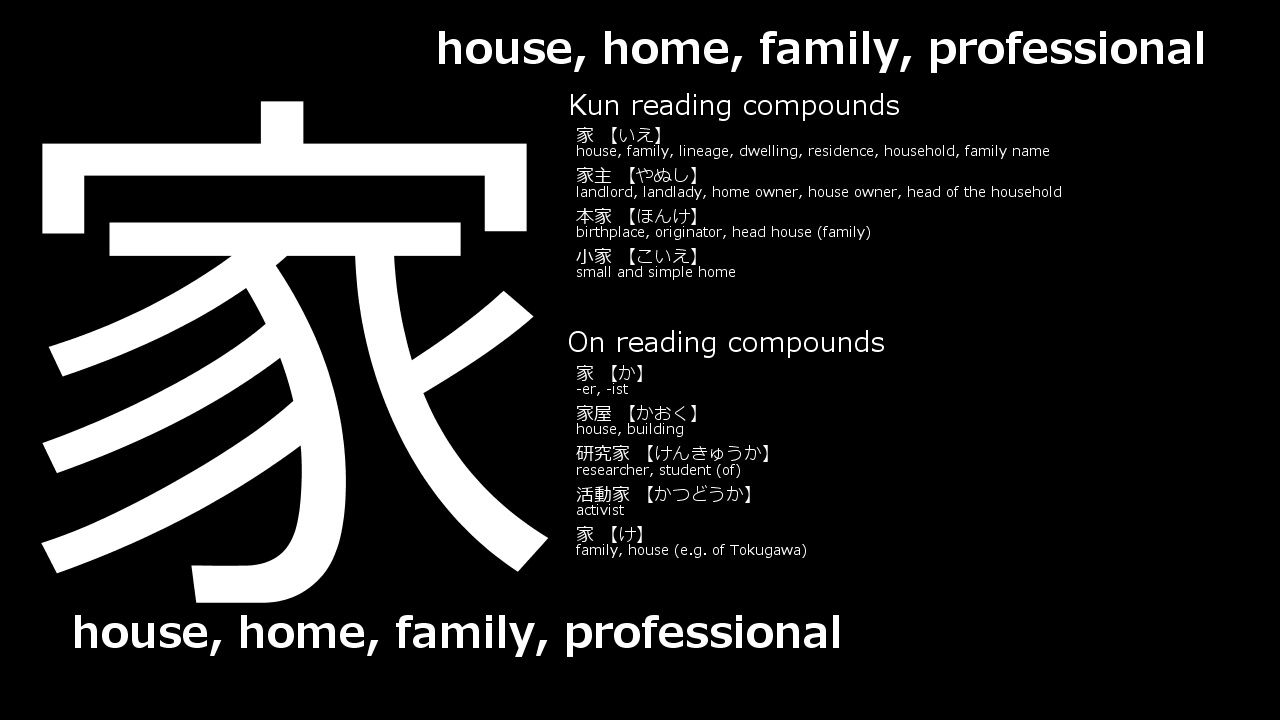 house, home, family, professional
家
Kun reading compounds
家 【いえ】
house, family, lineage, dwelling, residence, household, family name
家主 【やぬし】
landlord, landlady, home owner, house owner, head of the household
本家 【ほんけ】
birthplace, originator, head house (family)
小家 【こいえ】
small and simple home
On reading compounds
家 【か】
-er, -ist
家屋 【かおく】
house, building
研究家 【けんきゅうか】
researcher, student (of)
活動家 【かつどうか】
activist
家 【け】
family, house (e.g. of Tokugawa)
house, home, family, professional